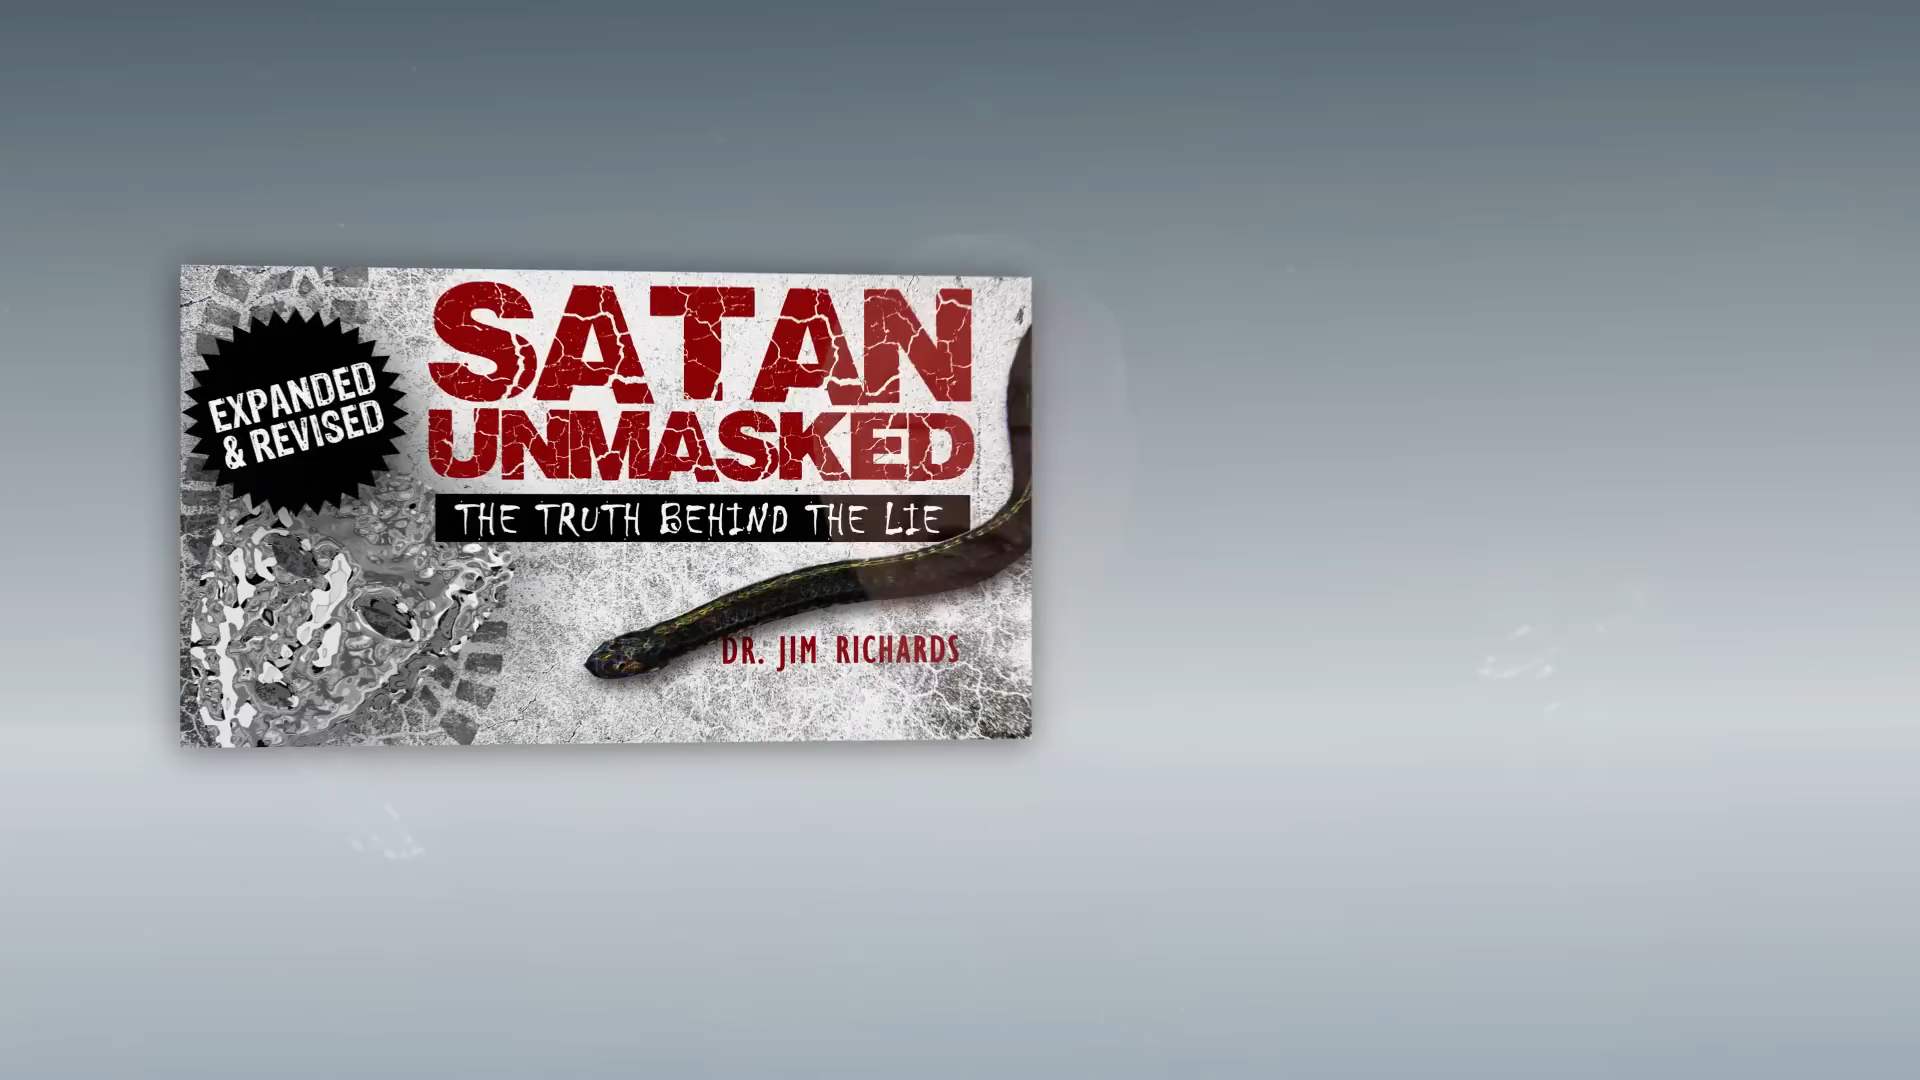 EXPANDED
& REVISED
SATAN
UNMASKED
THE TRUTH BEHIND THE LIE
DR. JIM RICHARDS